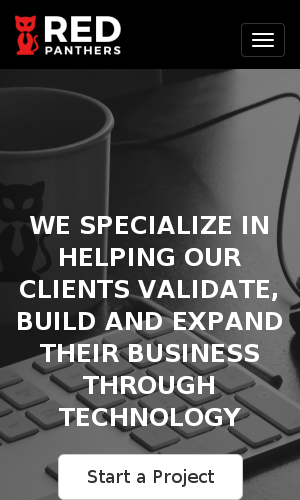 RED
PANTHERS
WE SPECIALIZE IN
HELPING OUR
CLIENTS VALIDATE,
BUILD AND EXPAND
THEIR BUSINESS
THROUGH
TECHNOLOGY
Start a Project